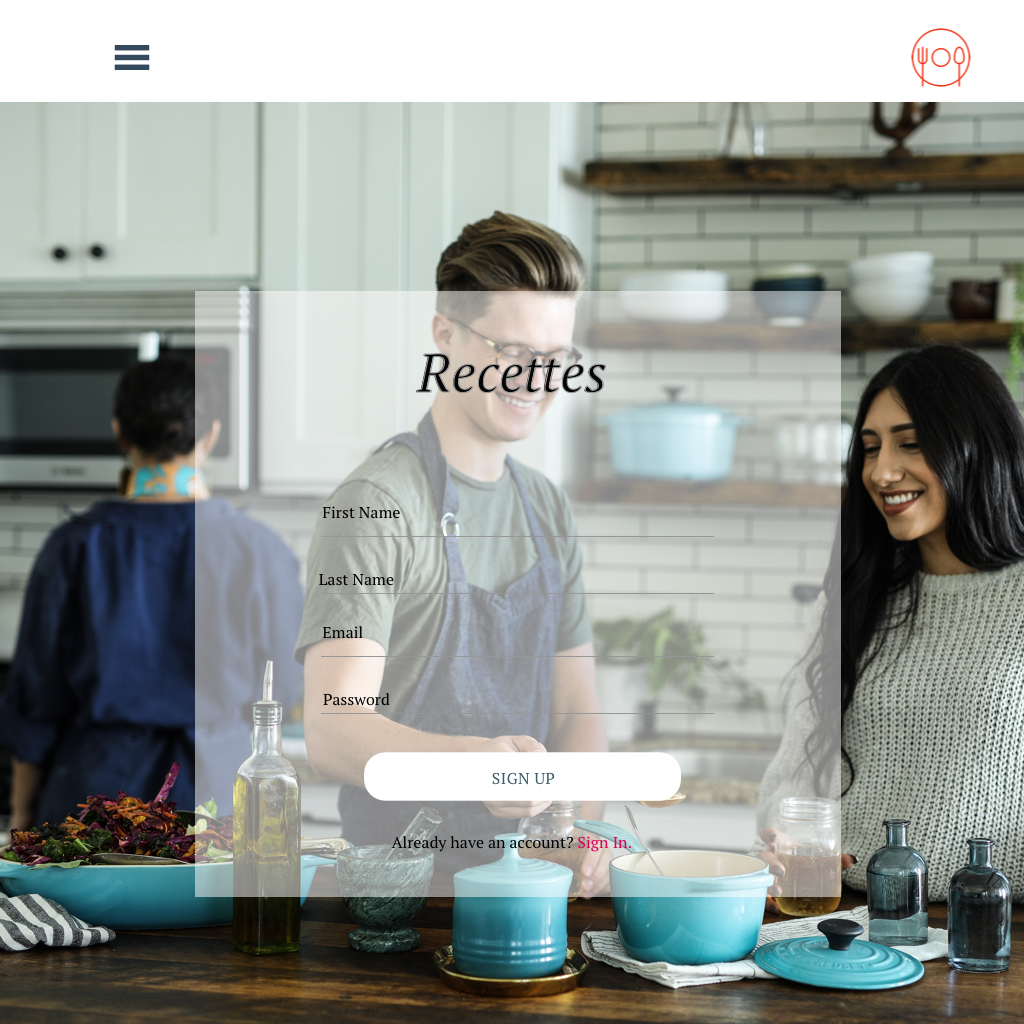 Recettes
First Name
Last Name
Email
Password
SIGN UP
Already have an account? Sign In.